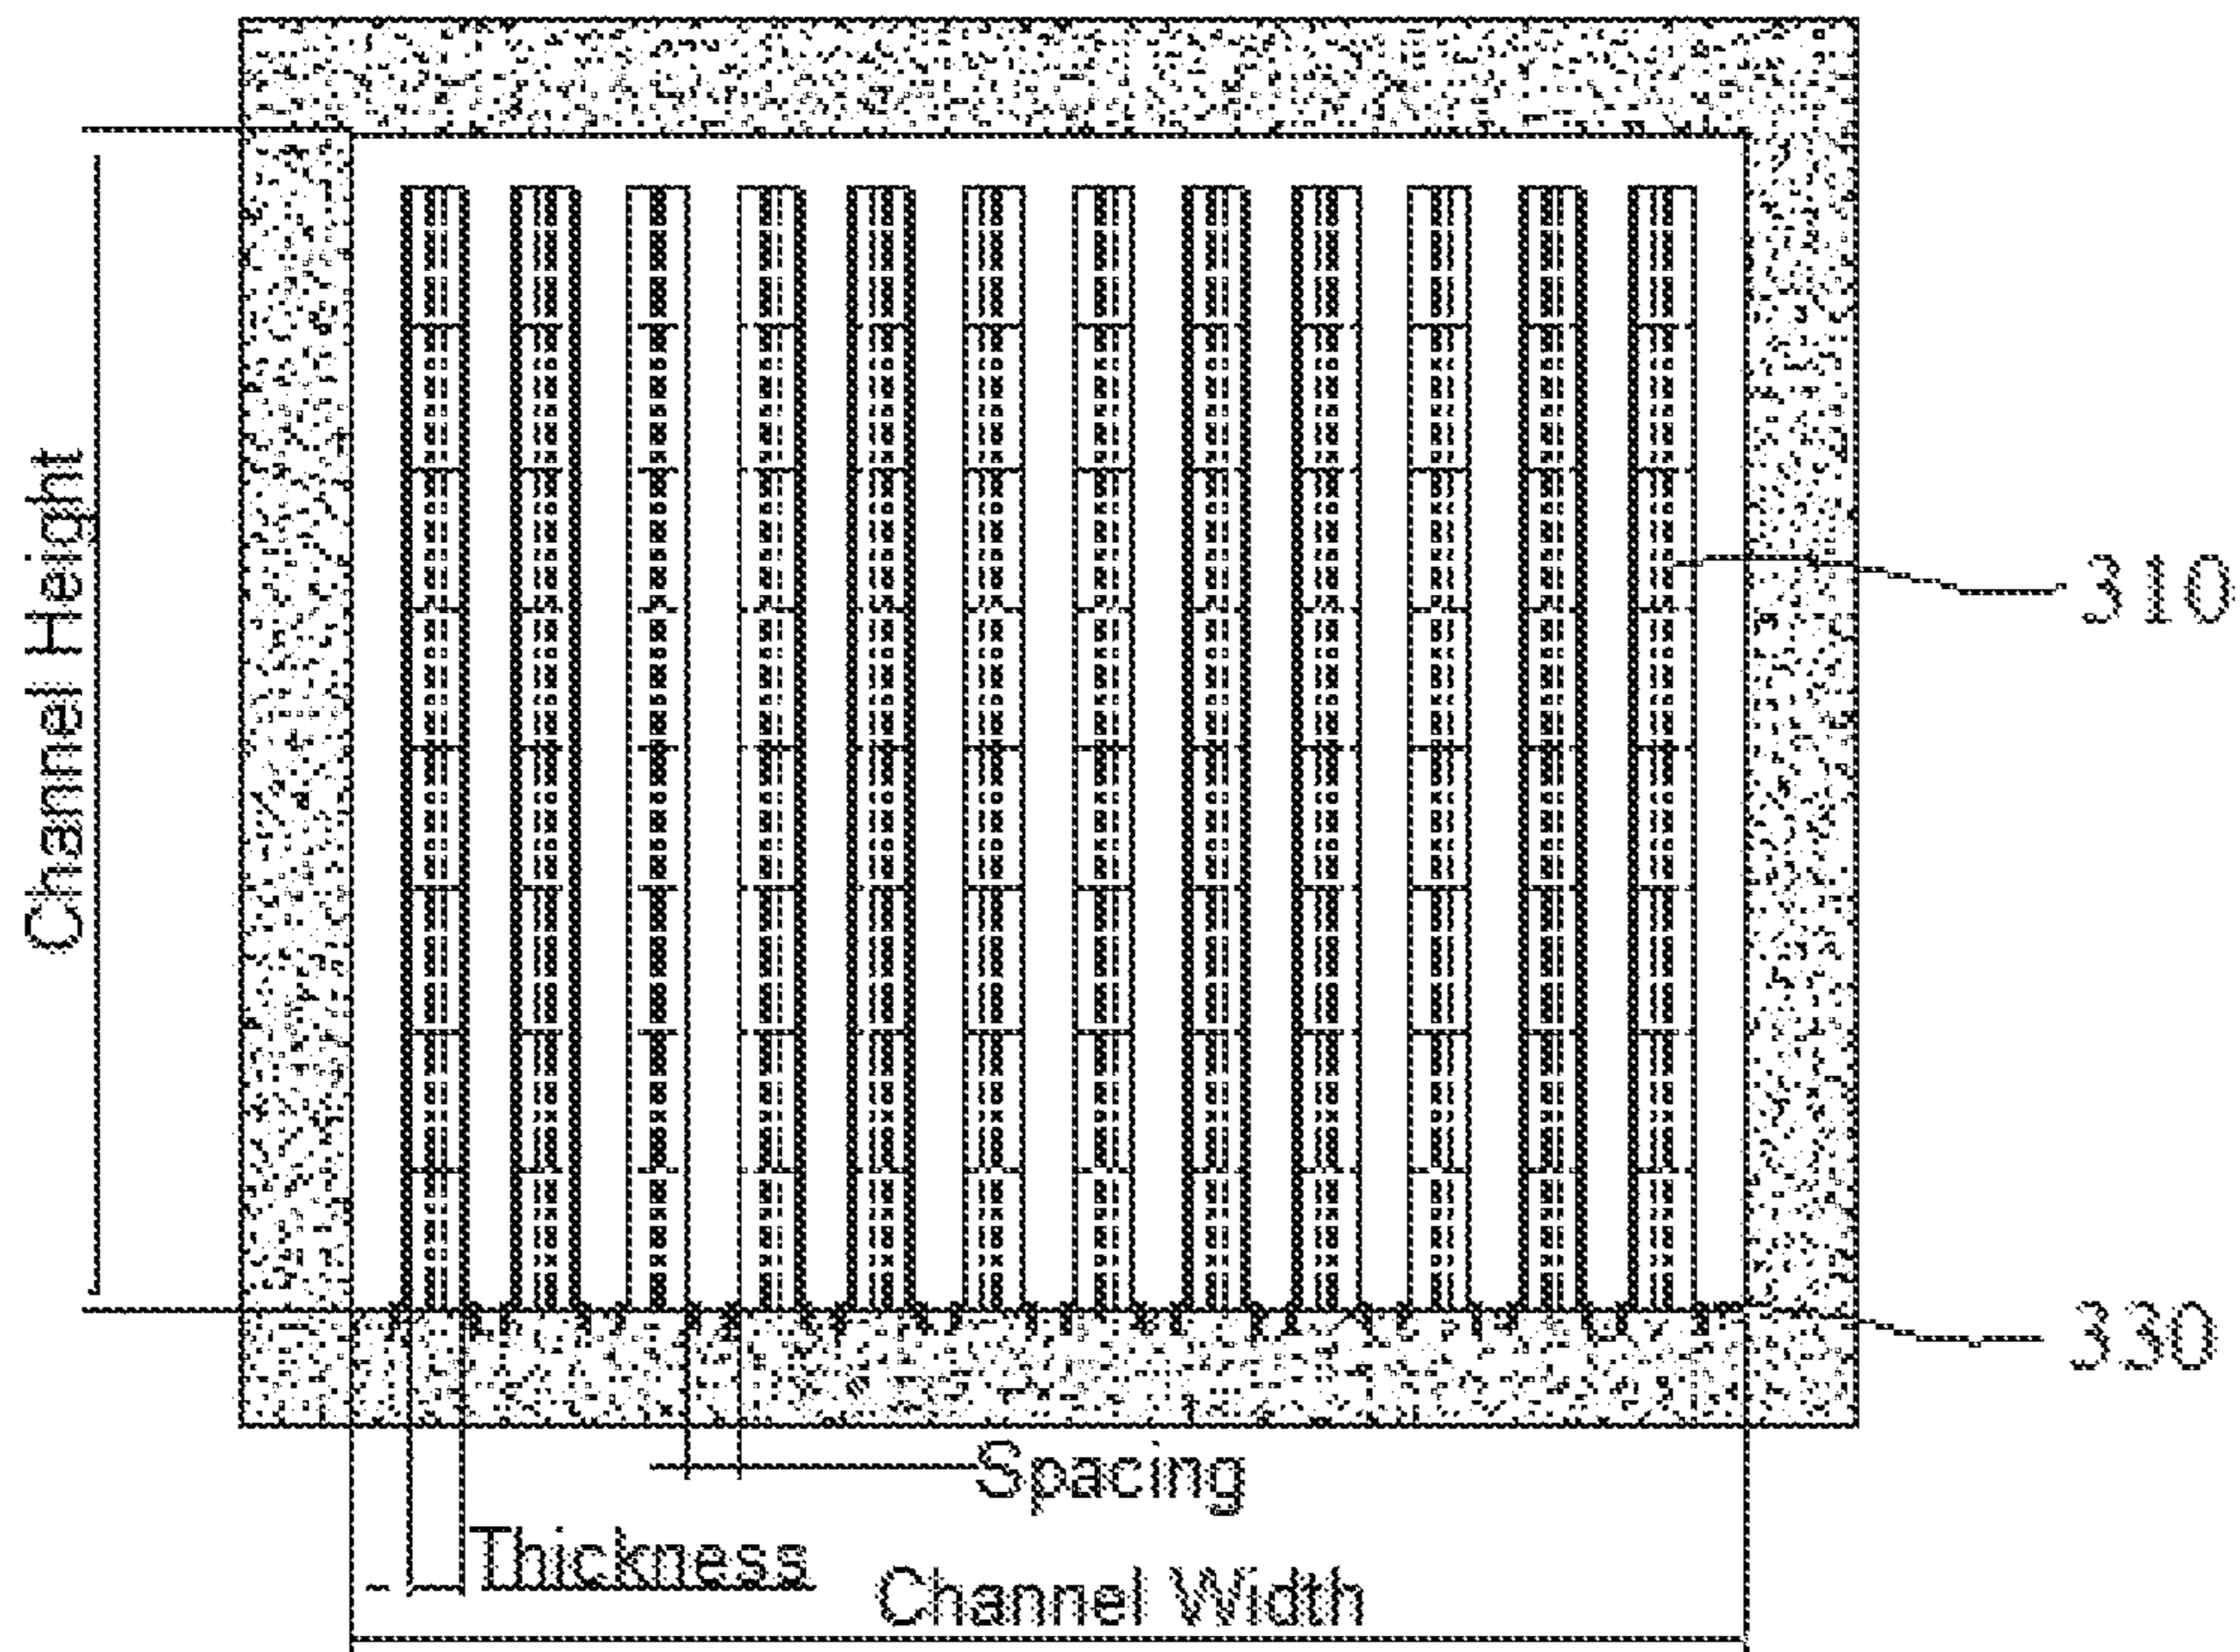 Channel Height
310
330
Spacing
Thickness
Channel Width